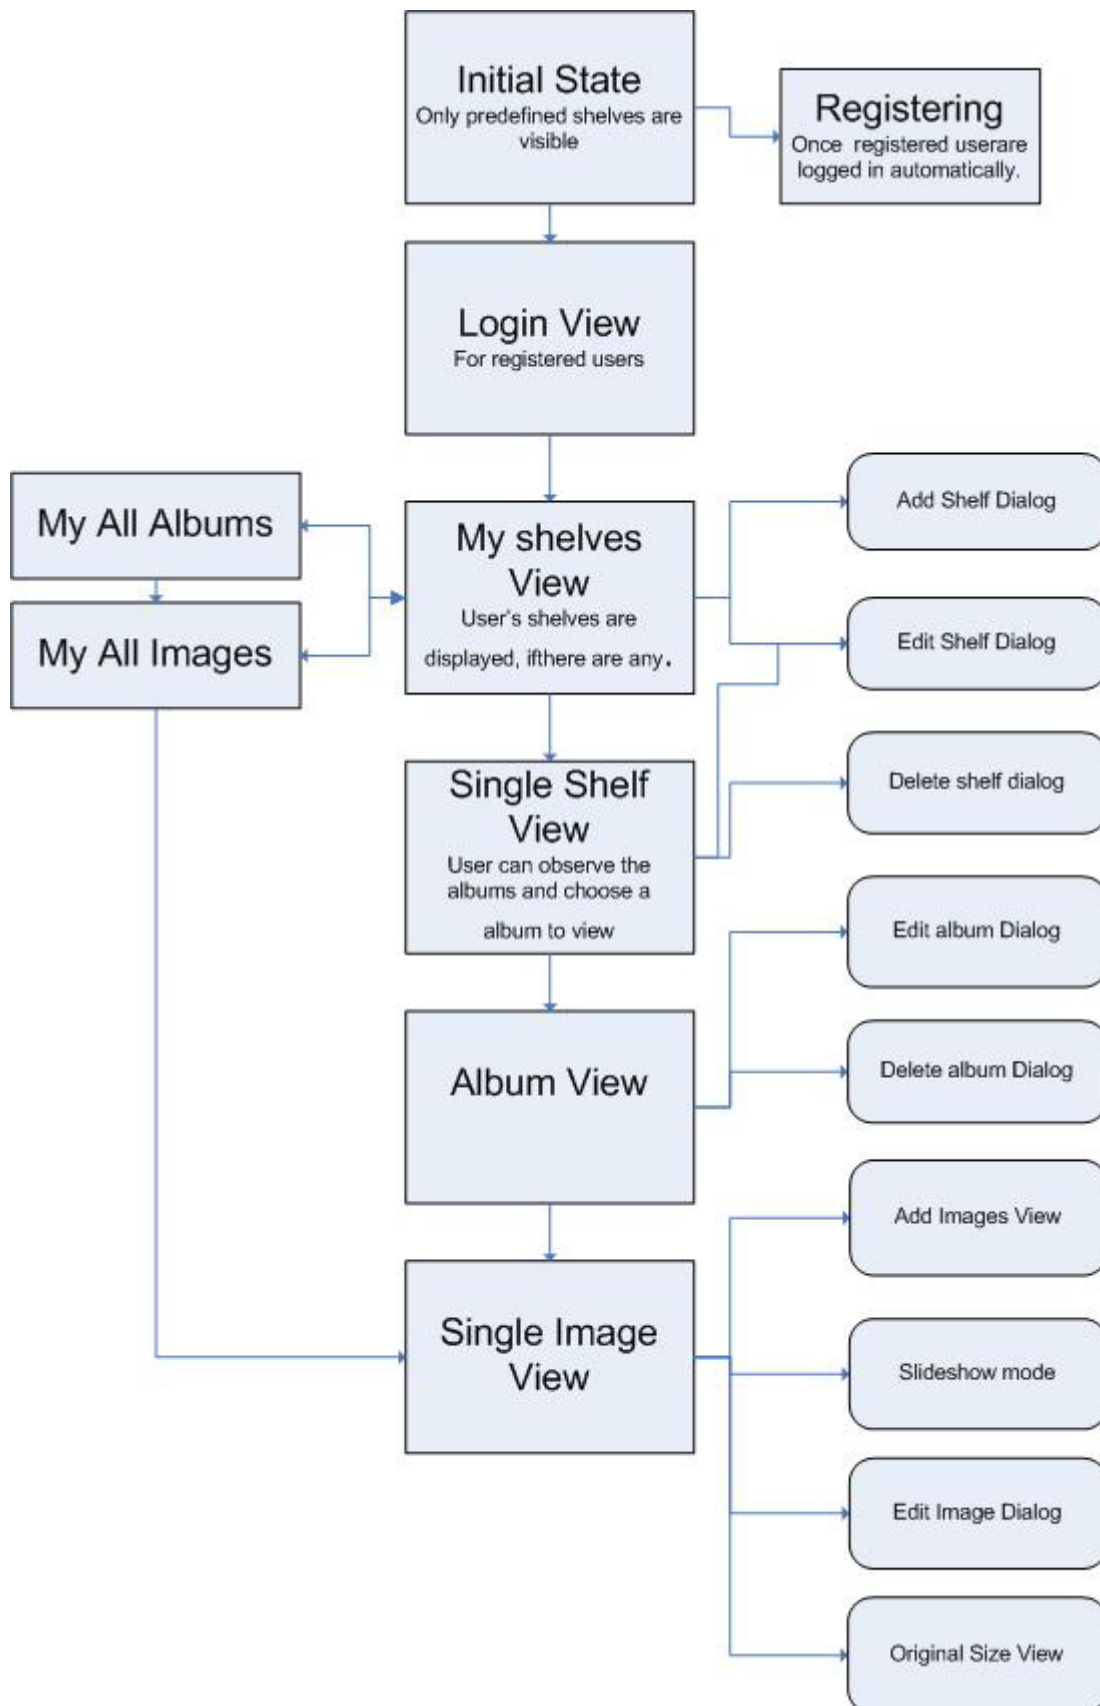 Initial State
Only predefined shelves are
visible
Registering
Once registered userare
logged in automatically.
Login View
For registered users
My All Albums
My All Images
My shelves
View
User's shelves are
displayed, ifthere are any.
Add Shelf Dialog
Edit Shelf Dialog
Single Shelf
View
User can observe the
albums and choose a
album to view
Delete shelf dialog
Edit album Dialog
Album View
Delete album Dialog
Add Images View
Single Image
View
Slideshow mode
Edit Image Dialog
Original Size View